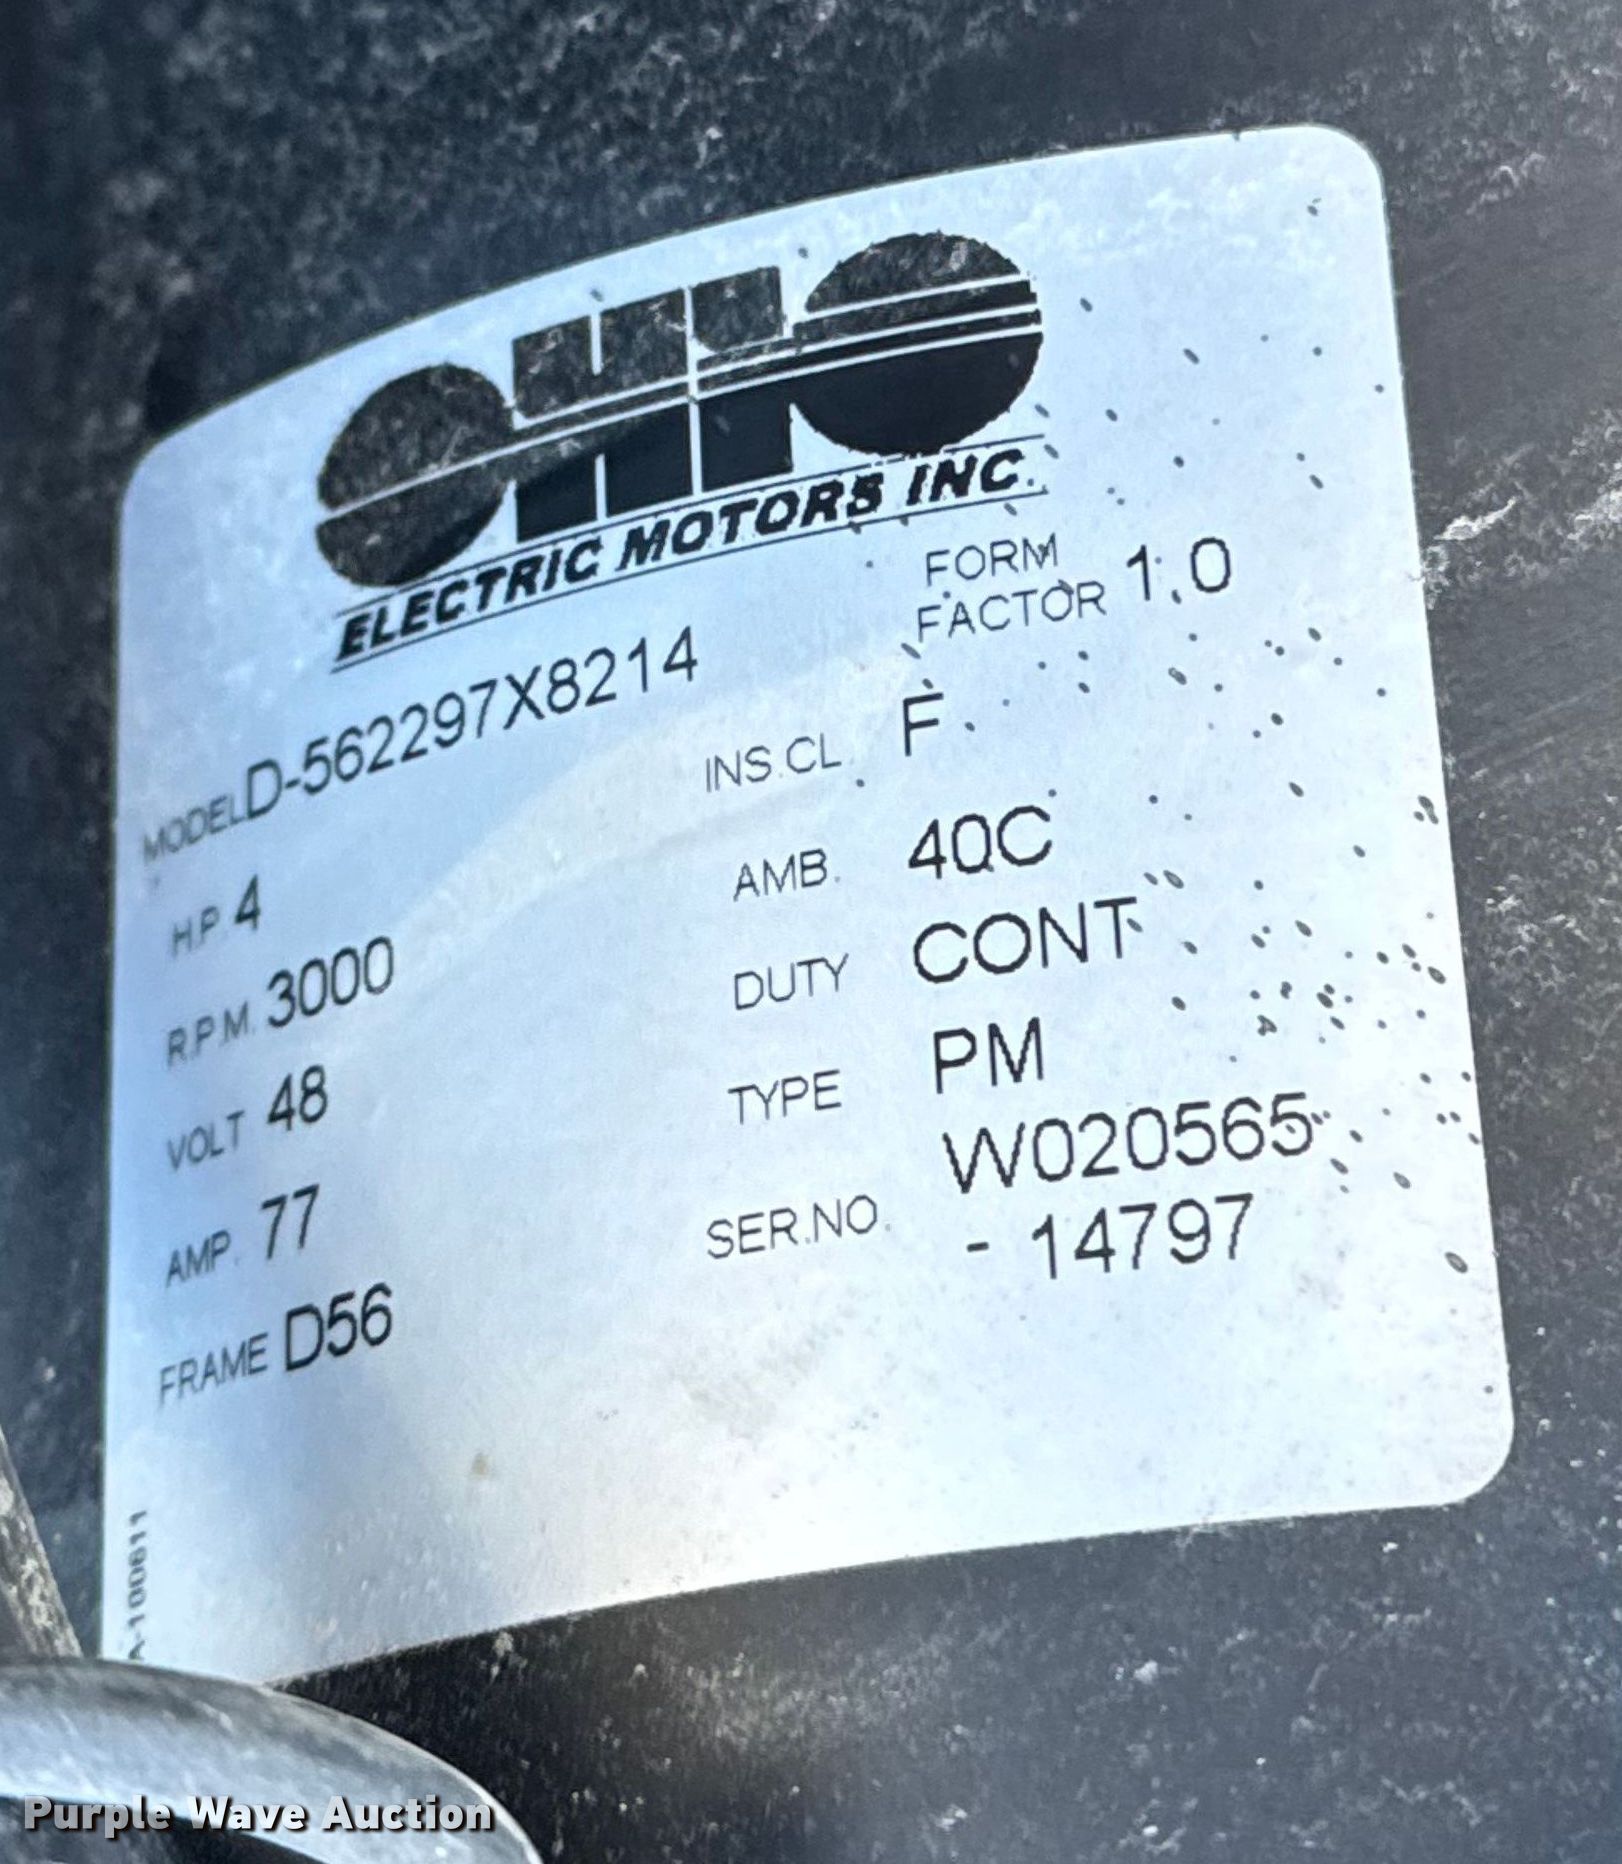 OHIO
ELECTRIC MOTORS INC.
MODEL D-562297X8214
FORM
FACTOR 1.0
H.P. 4
INS.CL. F
R.P.M. 3000
AMB. 40C
VOLT 48
DUTY CONT
AMP. 77
TYPE PM
FRAME D56
SER.NO. W020565
- 14797
A-100611
Purple Wave Auction